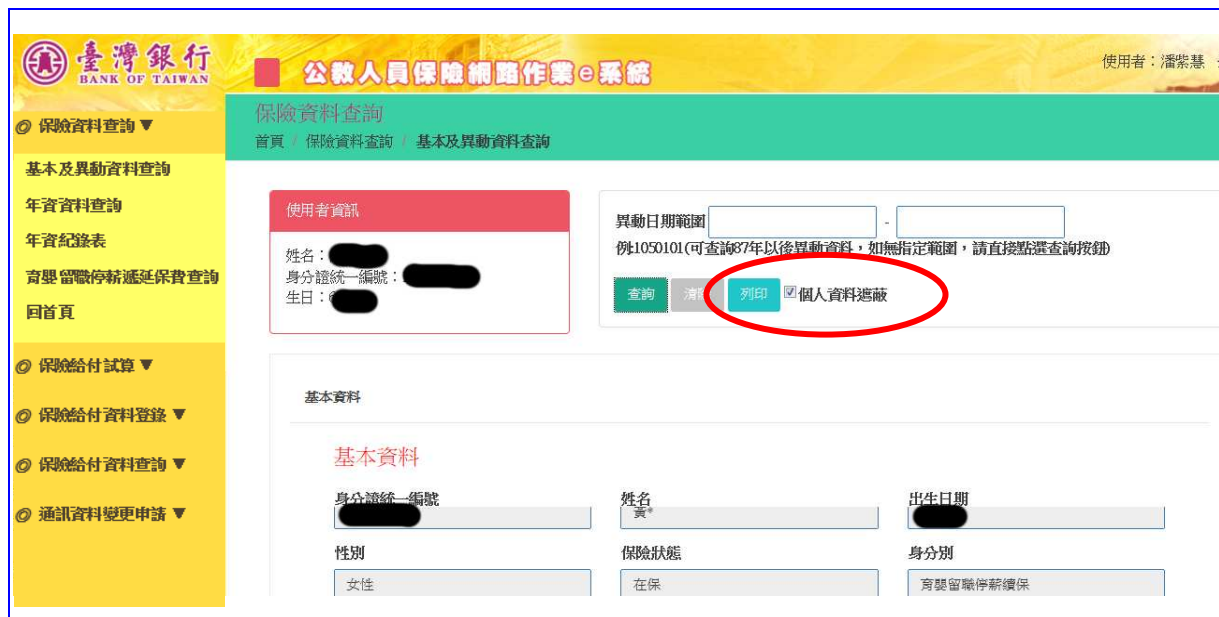 臺灣銀行
BANK OF TAIWAN
公教人員保險網路作業e系統
使用者：潘紫慧
保險資料查詢▼
基本及異動資料查詢
年資資料查詢
年資紀錄表
育嬰留職停薪遞延保費查詢
回首頁
保險給付試算▼
保險給付資料登錄▼
保險給付資料查詢▼
通訊資料變更申請▼
保險資料查詢
首頁 / 保險資料查詢 / 基本及異動資料查詢
使用者資訊
姓名：
身分證統一編號：
生日：
異動日期範圍 -
例1050101(可查詢87年以後異動資料，如無指定範圍，請直接點選查詢按鈕)
查詢 列印 個人資料遮蔽
基本資料
基本資料
身分證統一編號 姓名 出生日期
黃*
性別 保險狀態 身分別
女性 在保 育嬰留職停薪續保